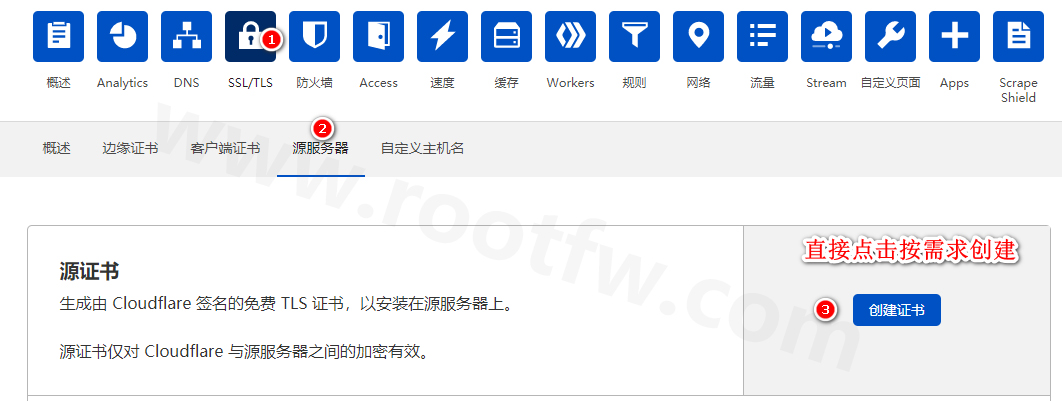 1
概述 Analytics DNS SSL/TLS 防火墙 Access 速度 缓存 Workers 规则 网络 流量 Stream 自定义页面 Apps Scrape Shield
2
概述 边缘证书 客户端证书 源服务器 自定义主机名
直接点击按需求创建
源证书
生成由 Cloudflare 签名的免费 TLS 证书，以安装在源服务器上。
3 创建证书
源证书仅对 Cloudflare 与源服务器之间的加密有效。
www.rootfw.com